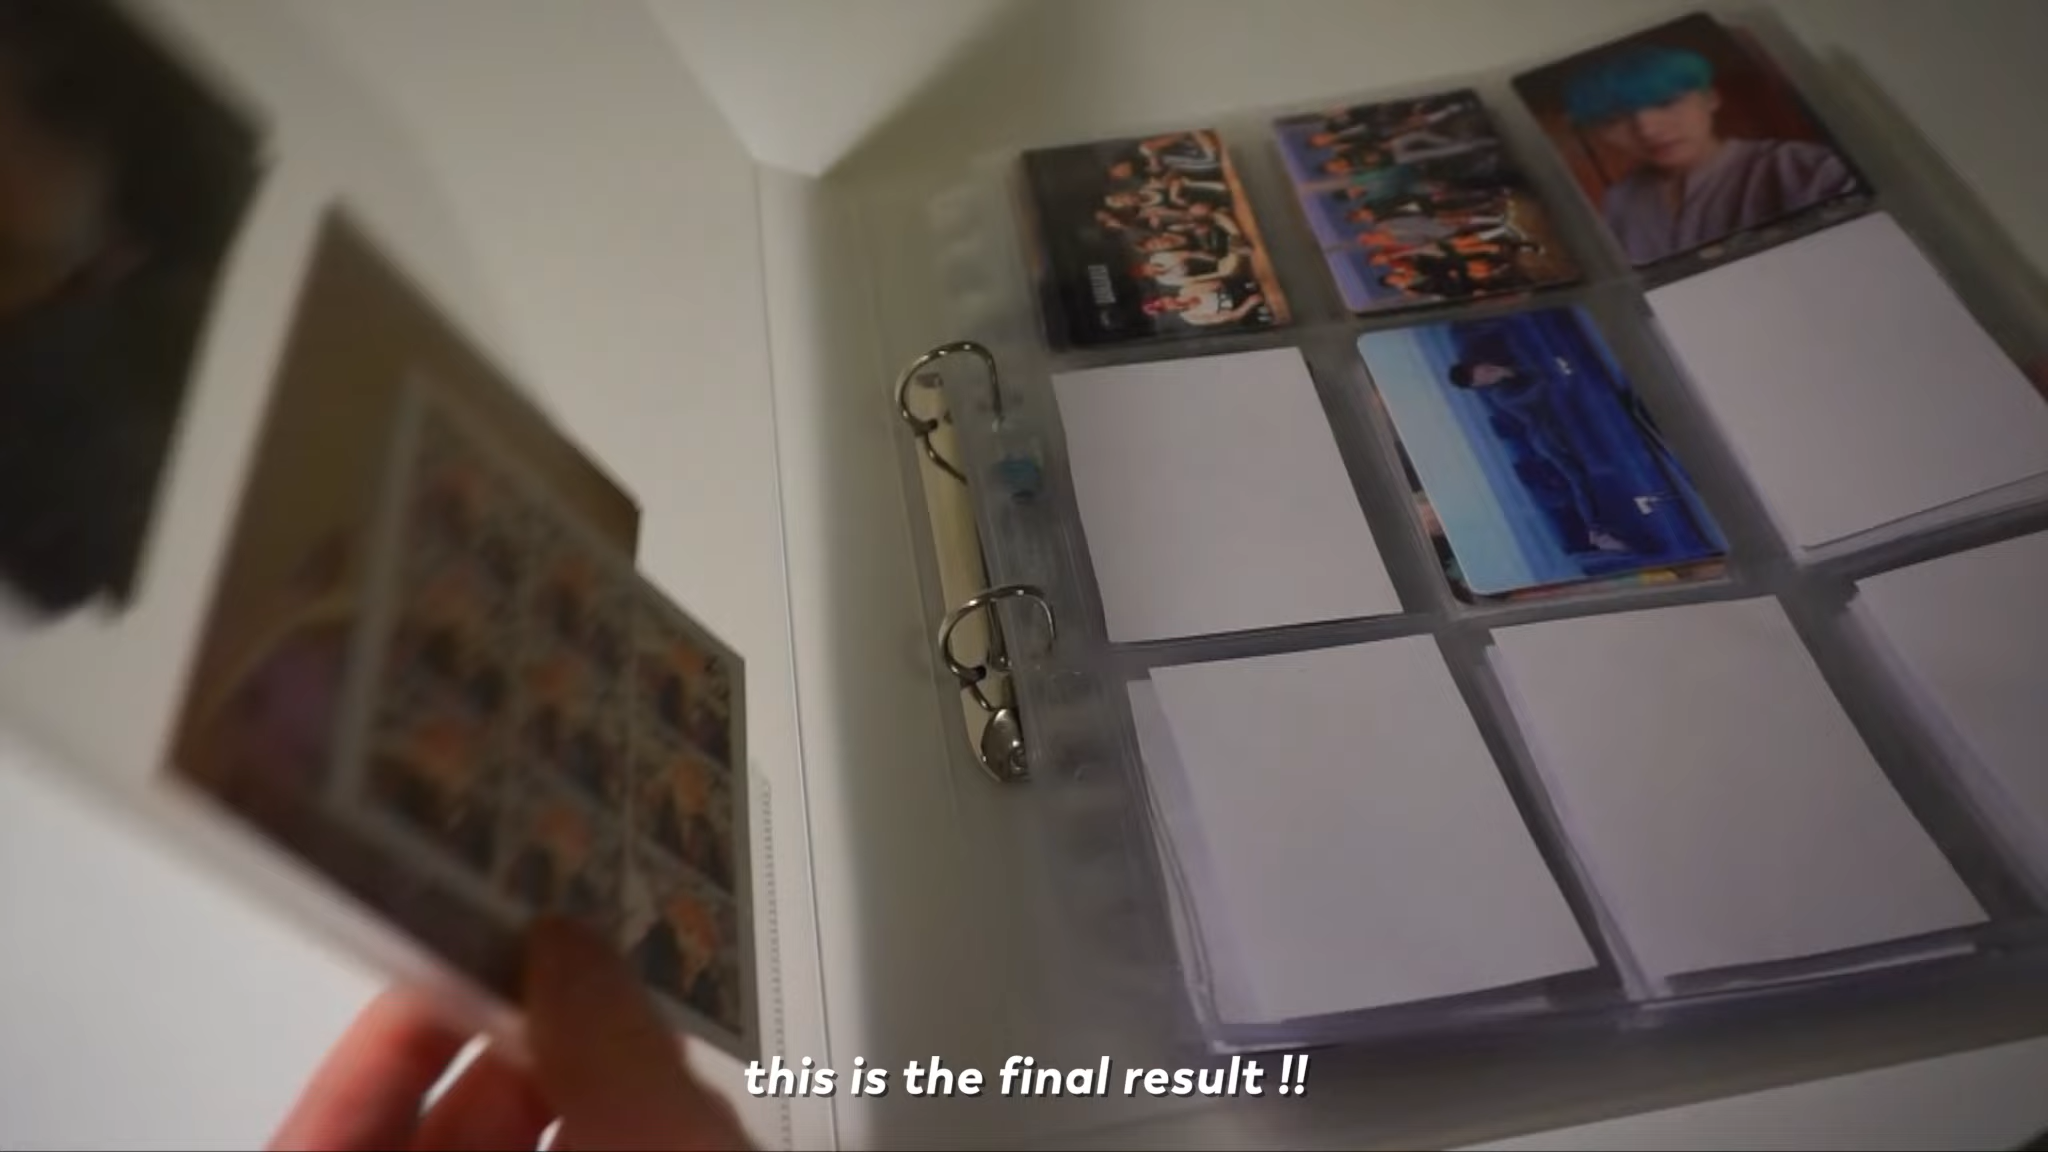 this is the final result !!